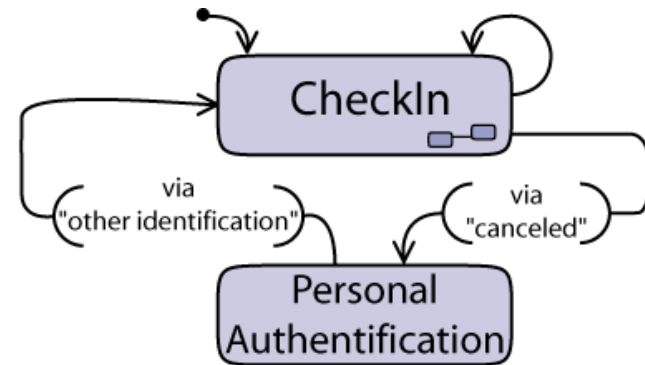 CheckIn
via
"other identification"
via
"canceled"
Personal
Authentification